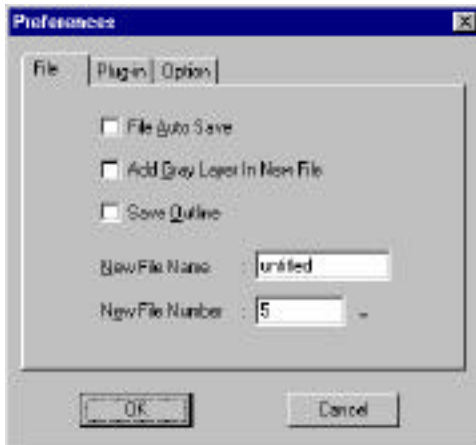 Preferences
File Plug-in Option
File Auto Save
Add Gray Layer In New File
Save Outline
New File Name : untitled
New File Number : 5 ~
OK Cancel